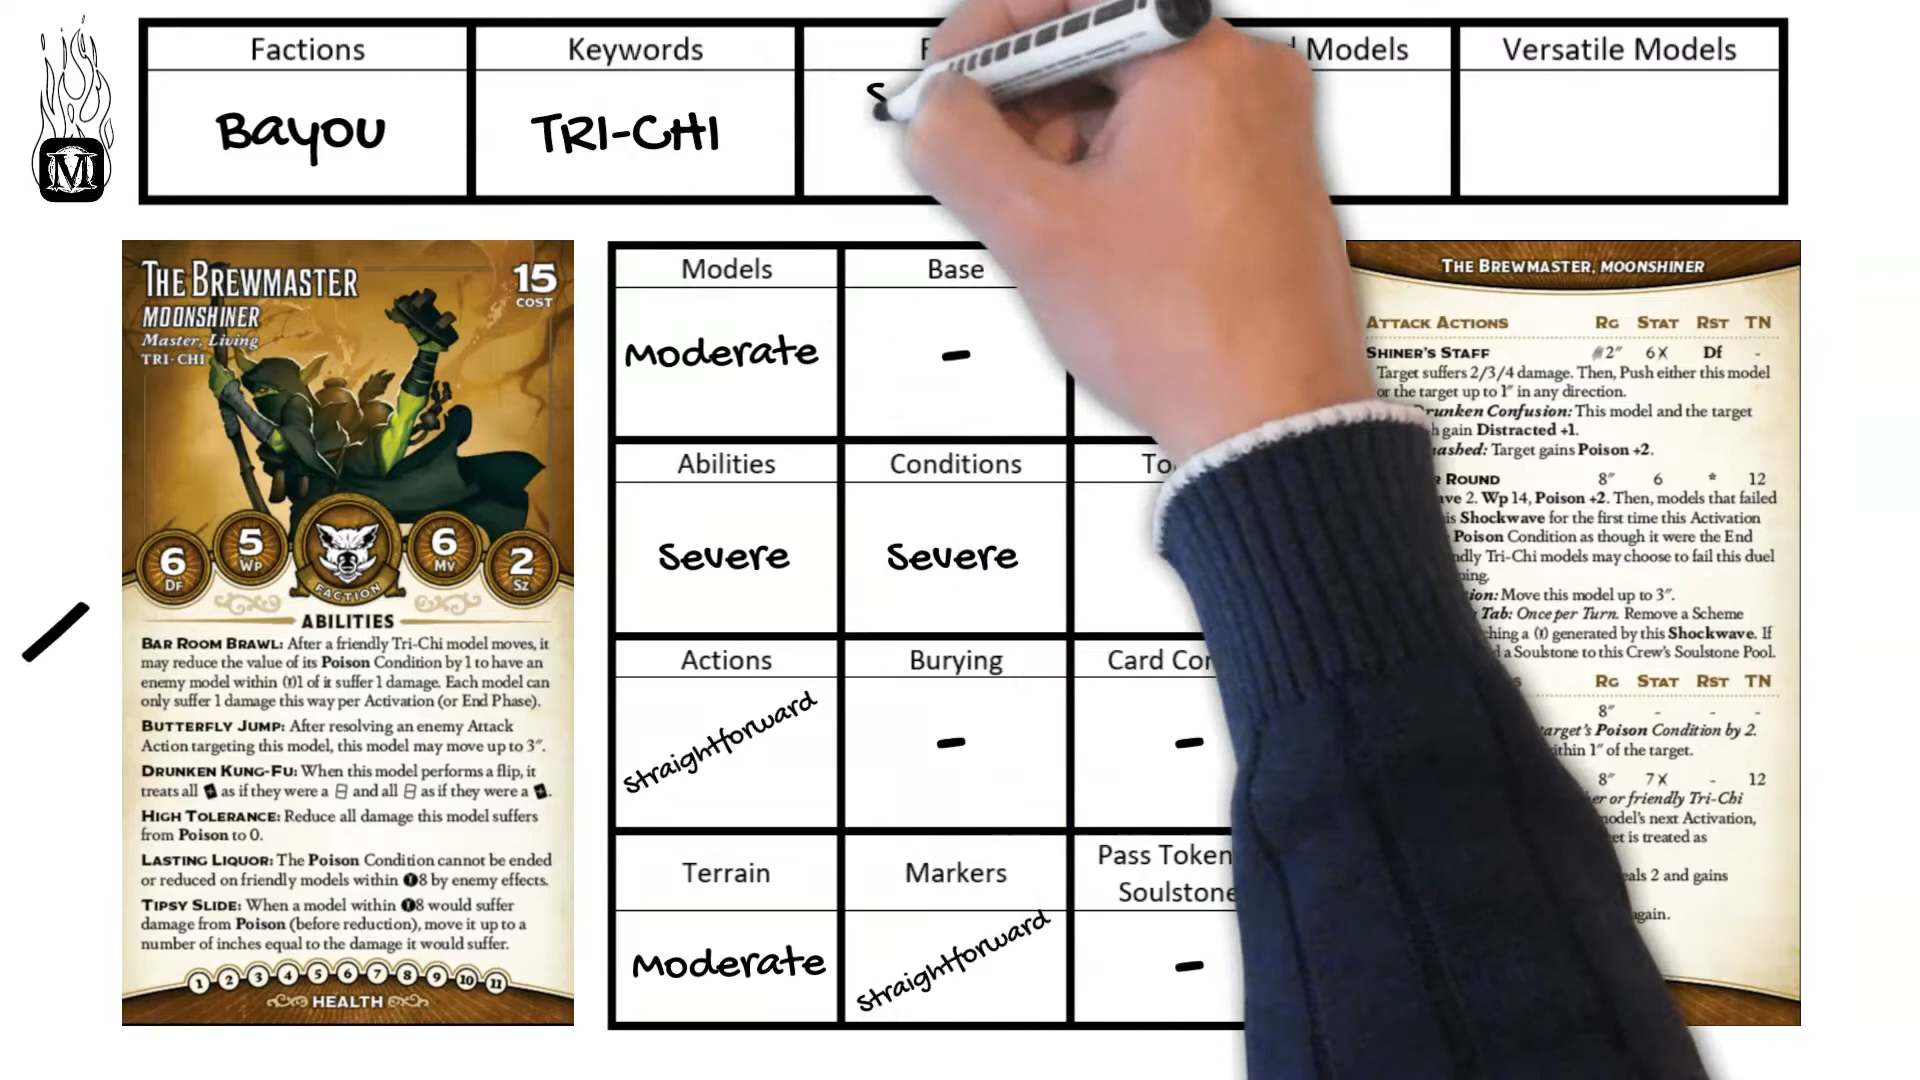 Factions
Keywords
Models
Versatile Models
Bayou
TRI-CHI
M
THE BREWMASTER
15
COST
MOONSHINER
Master, Living
TRI-CHI
6
DF
5
WP
FACTION
6
MV
2
SZ
ABILITIES
BAR ROOM BRAWL: After a friendly Tri-Chi model moves, it
may reduce the value of its Poison Condition by 1 to have an
enemy model within 1 of it suffer 1 damage. Each model can
only suffer 1 damage this way per Activation (or End Phase).
BUTTERFLY JUMP: After resolving an enemy Attack
Action targeting this model, this model may move up to 3″.
DRUNKEN KUNG-FU: When this model performs a flip, it
treats all as if they were a and all as if they were a .
HIGH TOLERANCE: Reduce all damage this model suffers
from Poison to 0.
LASTING LIQUOR: The Poison Condition cannot be ended
or reduced on friendly models within 8 by enemy effects.
TIPSY SLIDE: When a model within 8 would suffer
damage from Poison (before reduction), move it up to a
number of inches equal to the damage it would suffer.
1 2 3 4 5 6 7 8 9 10 11
HEALTH
Models
Base
Moderate
-
Abilities
Conditions
Severe
Severe
Actions
Burying
Card
Straightforward
-
-
Terrain
Markers
Pass Token
Soulstone
Moderate
Straightforward
-
THE BREWMASTER, MOONSHINER
ATTACK ACTIONS RG STAT RST TN
SHINER'S STAFF 2″ 6 Df -
Target suffers 2/3/4 damage. Then, Push either this model
or the target up to 1″ in any direction.
Drunken Confusion: This model and the target
gain Distracted +1.
Target gains Poison +2.
ROUND 8″ 6 * 12
2. Wp 14, Poison +2. Then, models that failed
Shockwave for the first time this Activation
Poison Condition as though it were the End
Tri-Chi models may choose to fail this duel
Move this model up to 3″.
Tab: Once per Turn. Remove a Scheme
a generated by this Shockwave. If
a Soulstone to this Crew's Soulstone Pool.
RG STAT RST TN
8″ - - -
target's Poison Condition by 2.
within 1″ of the target.
8″ 7 - 12
or friendly Tri-Chi
model's next Activation,
is treated as
2 and gains
again.